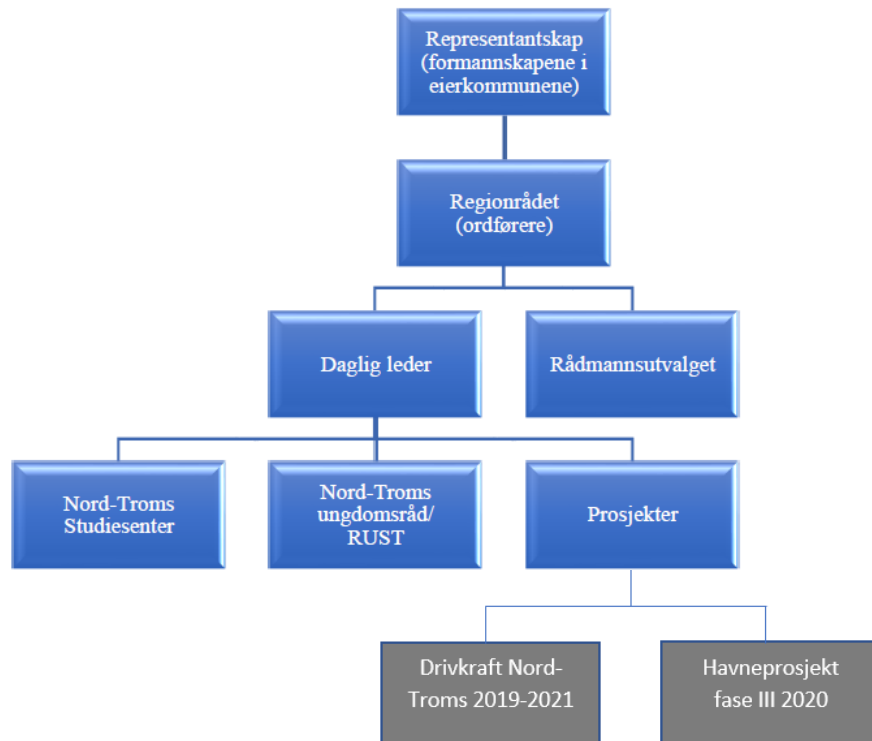 Representantskap
(formannskapene i
eierkommunene)
Regionrådet
(ordførere)
Daglig leder
Rådmannsutvalget
Nord-Troms
Studiesenter
Nord-Troms
ungdomsråd/
RUST
Prosjekter
Drivkraft Nord-
Troms 2019-2021
Havneprosjekt
fase III 2020